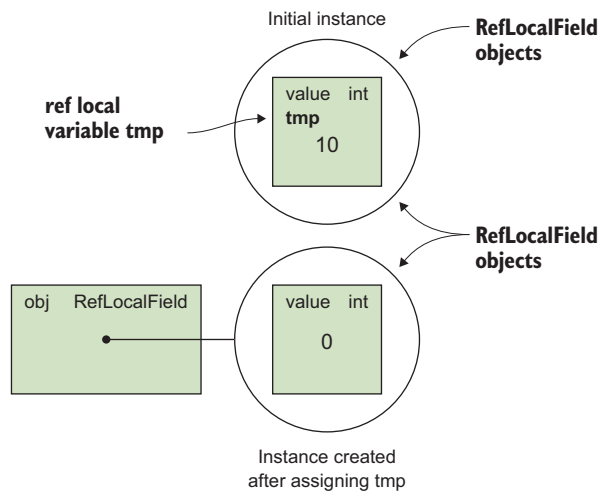 Initial instance
RefLocalField
objects
value int
tmp
10
ref local
variable tmp
RefLocalField
objects
obj RefLocalField
value int
0
Instance created
after assigning tmp